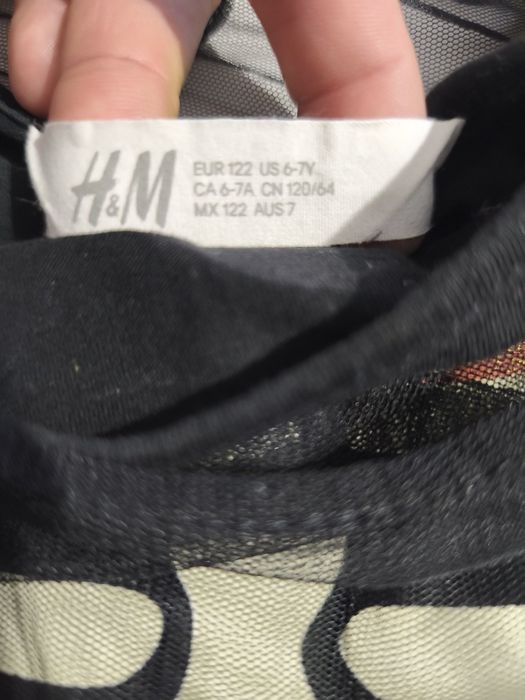 H&M
EUR 122 US 6-7Y
CA 6-7A CN 120/64
MX 122 AUS 7